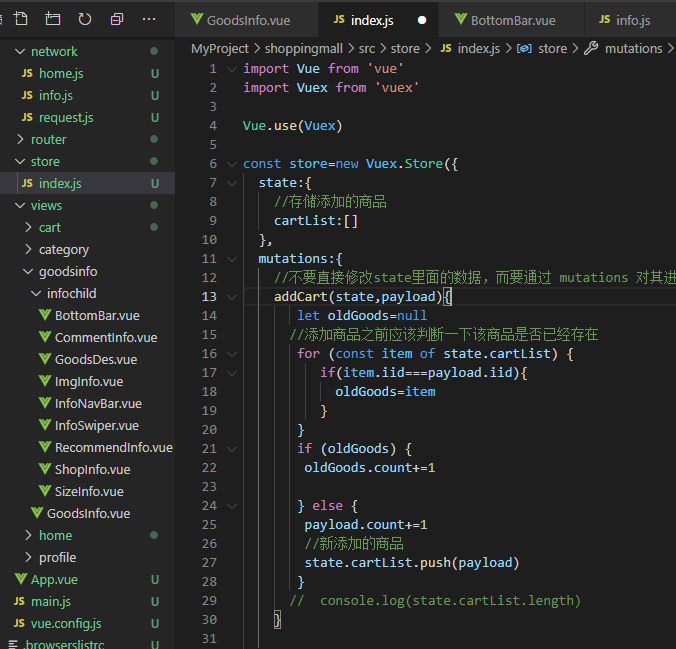 GoodsInfo.vue
JS index.js
BottomBar.vue
JS info.js
MyProject > shoppingmall > src > store > JS index.js > store > mutations >
network
JS home.js U
JS info.js U
JS request.js U
router
store
JS index.js U
views
cart
category
goodsinfo
infochild
BottomBar.vue
CommentInfo.vue
GoodsDes.vue
ImgInfo.vue
InfoNavBar.vue
InfoSwiper.vue
RecommendInfo.vue
ShopInfo.vue
SizeInfo.vue
GoodsInfo.vue
home
profile
App.vue U
JS main.js U
JS vue.config.js U
.browserslistrc U
1 import Vue from 'vue'
2 import Vuex from 'vuex'
3
4 Vue.use(Vuex)
5
6 const store=new Vuex.Store({
7 state:{
8 //存储添加的商品
9 cartList:[]
10 },
11 mutations:{
12 //不要直接修改state里面的数据，而要通过 mutations 对其进
13 addCart(state,payload){
14 let oldGoods=null
15 //添加商品之前应该判断一下该商品是否已经存在
16 for (const item of state.cartList) {
17 if(item.iid===payload.iid){
18 oldGoods=item
19 }
20 }
21 if (oldGoods) {
22 oldGoods.count+=1
23
24 } else {
25 payload.count+=1
26 //新添加的商品
27 state.cartList.push(payload)
28 }
29 // console.log(state.cartList.length)
30 }
31